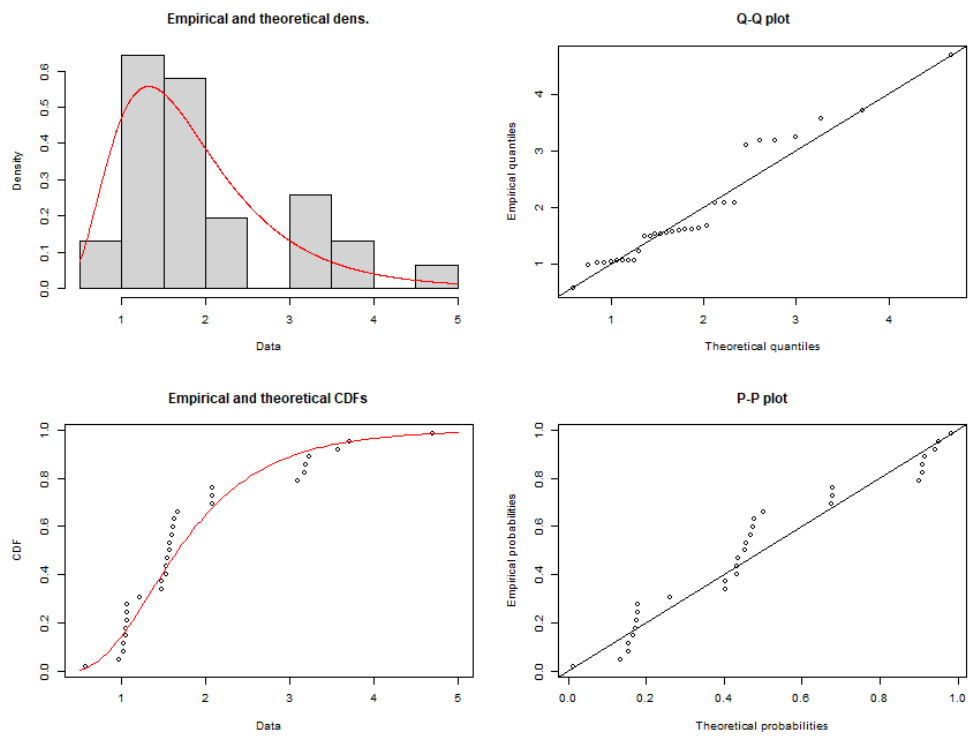 Empirical and theoretical dens.
Density
0.0 0.1 0.2 0.3 0.4 0.5 0.6
1 2 3 4 5
Data
Q-Q plot
Empirical quantiles
1 2 3 4
1 2 3 4
Theoretical quantiles
Empirical and theoretical CDFs
CDF
0.0 0.2 0.4 0.6 0.8 1.0
1 2 3 4 5
Data
P-P plot
Empirical probabilities
0.0 0.2 0.4 0.6 0.8 1.0
0.0 0.2 0.4 0.6 0.8 1.0
Theoretical probabilities